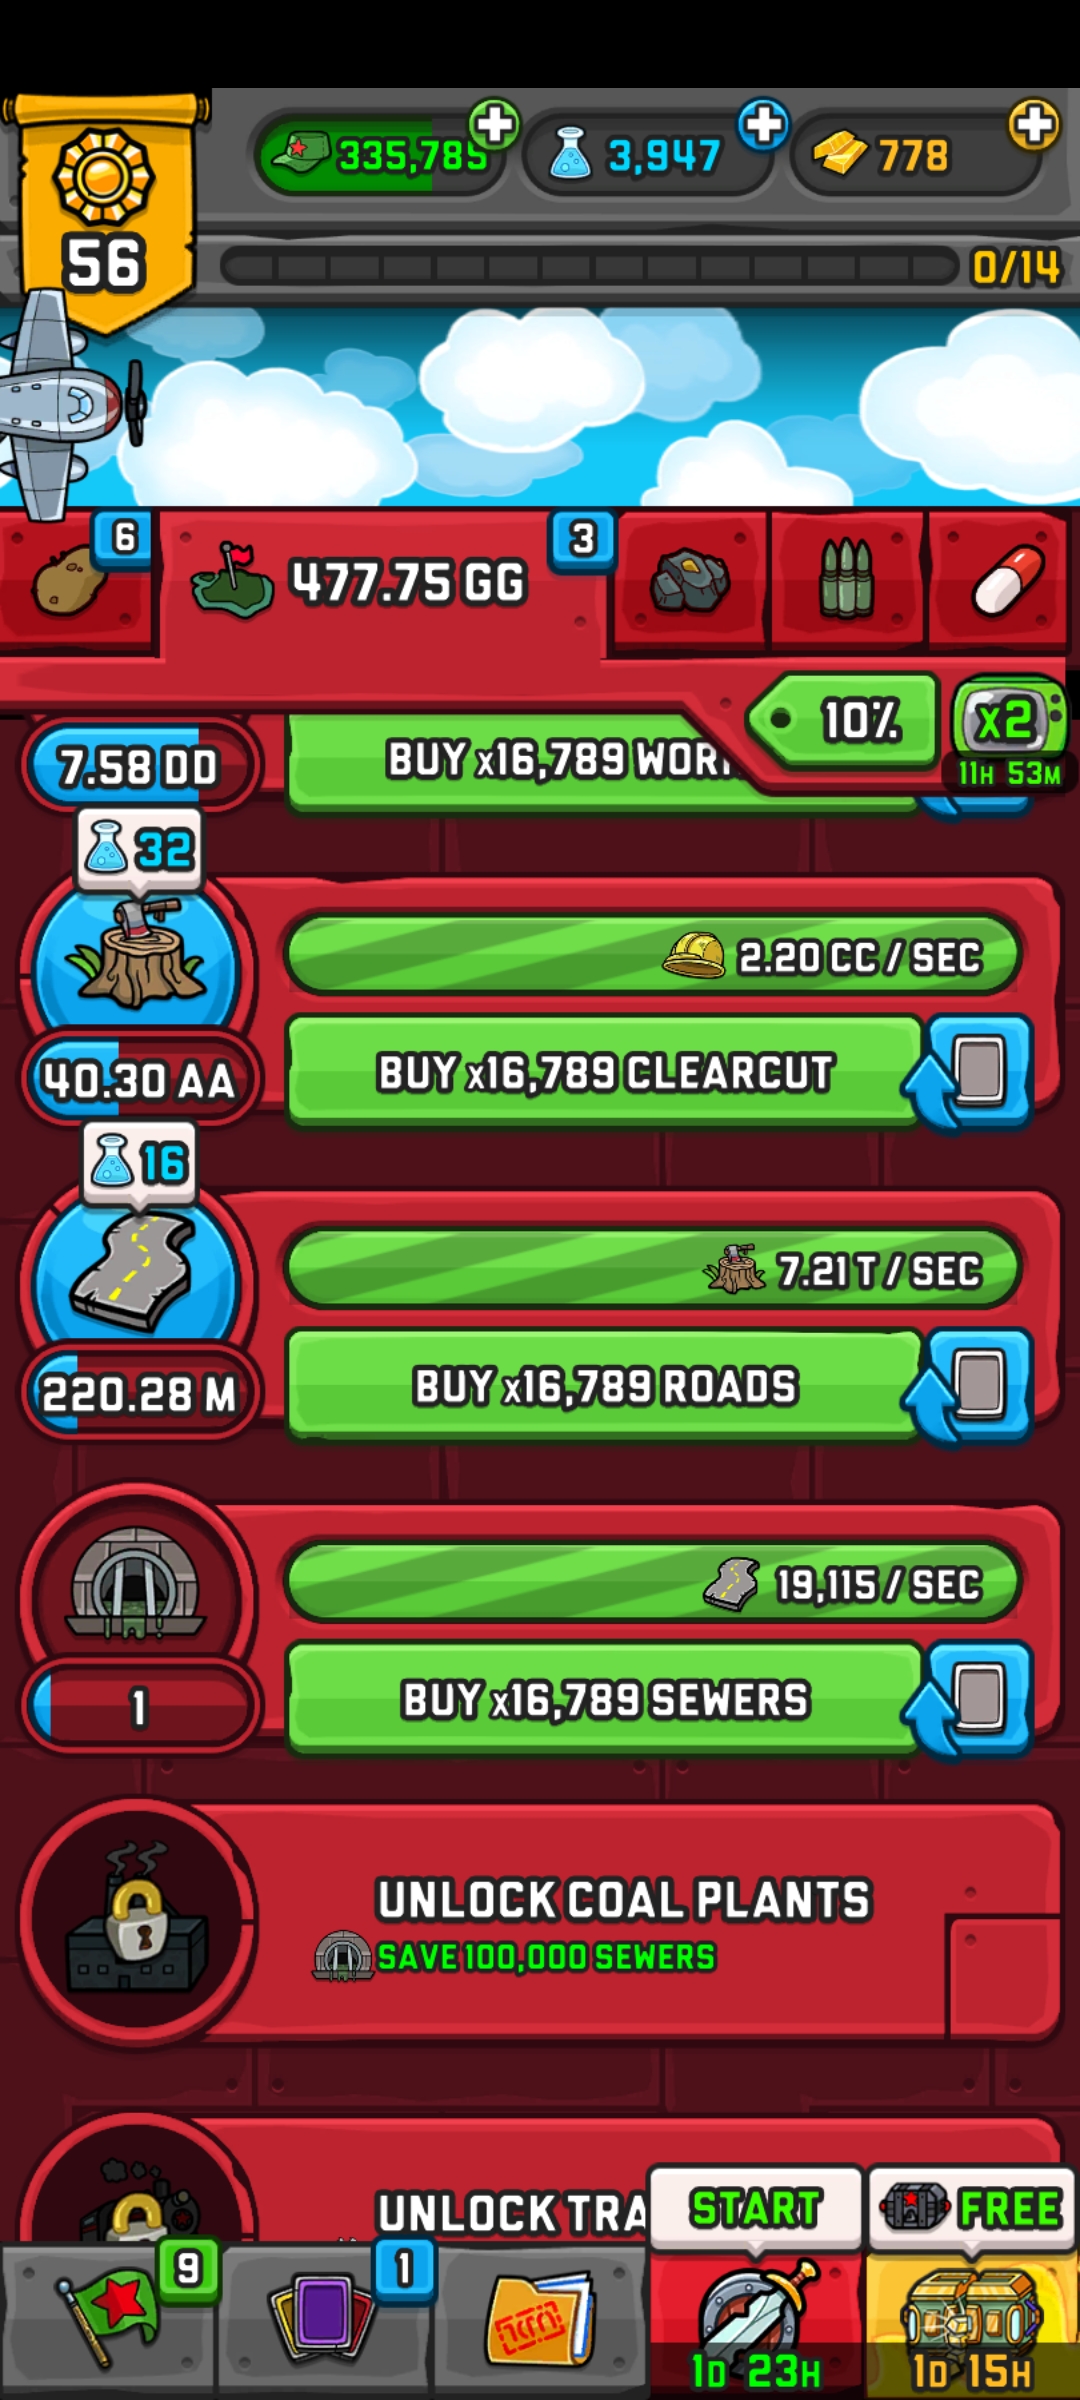 335,785
3,947
778
56
0/14
6
477.75 GG
3
10%
x2
11H 53M
7.58 DD
BUY x16,789 WOR
32
2.20 CC / SEC
40.30 AA
BUY x16,789 CLEARCUT
16
7.21 T / SEC
220.28 M
BUY x16,789 ROADS
19,115 / SEC
1
BUY x16,789 SEWERS
UNLOCK COAL PLANTS
SAVE 100,000 SEWERS
UNLOCK TRA
START
FREE
9
1
1D 23H
1D 15H